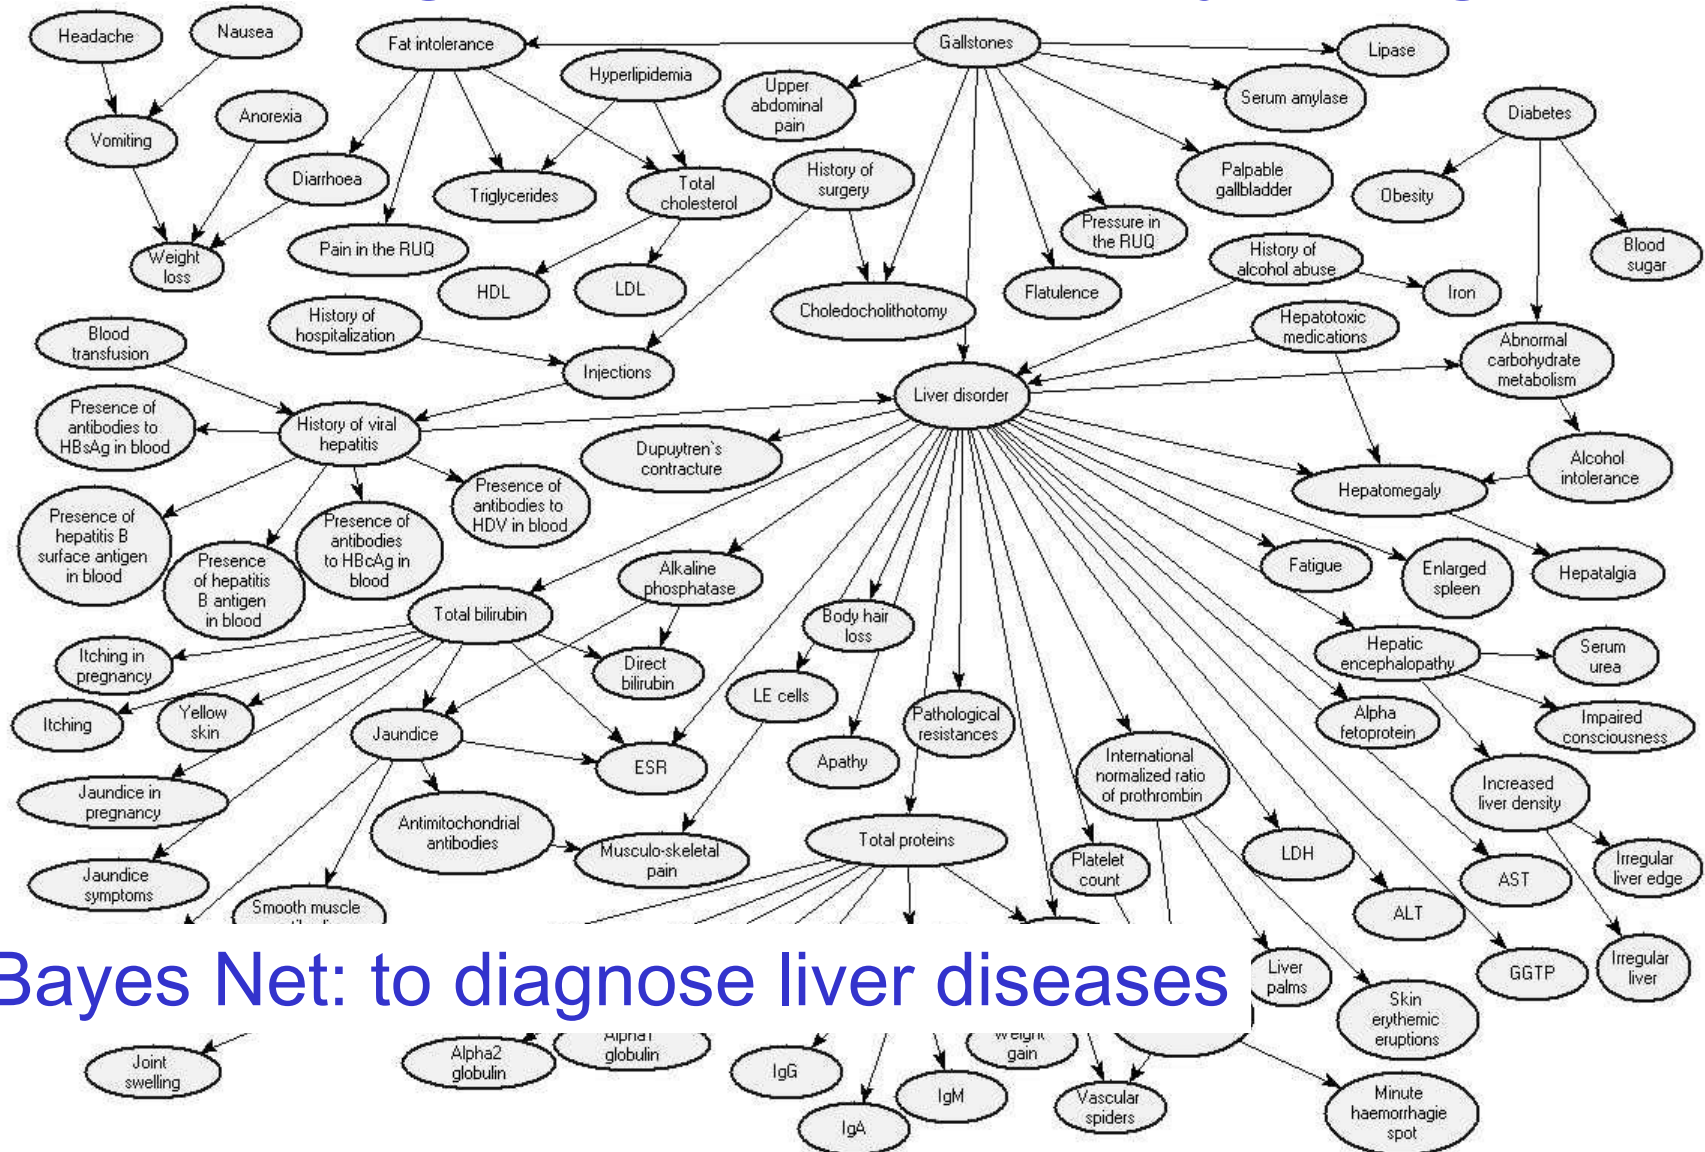 Headache
Nausea
Fat intolerance
Gallstones
Lipase
Hyperlipidemia
Upper
abdominal
pain
Serum amylase
Diabetes
Anorexia
Vomiting
Diarrhoea
Triglycerides
Total
cholesterol
History of
surgery
Palpable
gallbladder
Obesity
Pain in the RUQ
Pressure in
the RUQ
Weight
loss
HDL
LDL
Choledocholithotomy
Flatulence
History of
alcohol abuse
Iron
Blood
sugar
History of
hospitalization
Blood
transfusion
Injections
Hepatotoxic
medications
Abnormal
carbohydrate
metabolism
Liver disorder
Presence of
antibodies to
HBsAg in blood
History of viral
hepatitis
Dupuytren`s
contracture
Alcohol
intolerance
Hepatomegaly
Presence of
hepatitis B
surface antigen
in blood
Presence
of hepatitis
B antigen
in blood
Presence of
antibodies
to HBcAg in
blood
Presence of
antibodies to
HDV in blood
Alkaline
phosphatase
Fatigue
Enlarged
spleen
Hepatalgia
Total bilirubin
Body hair
loss
Itching in
pregnancy
Direct
bilirubin
Hepatic
encephalopathy
Serum
urea
Itching
Yellow
skin
LE cells
Pathological
resistances
Alpha
fetoprotein
Impaired
consciousness
Jaundice
ESR
Apathy
International
normalized ratio
of prothrombin
Increased
liver density
Jaundice in
pregnancy
Antimitochondrial
antibodies
Musculo-skeletal
pain
Total proteins
Platelet
count
LDH
Irregular
liver edge
Jaundice
symptoms
AST
ALT
Smooth muscle
Bayes Net: to diagnose liver diseases
Liver
palms
GGTP
Irregular
liver
Skin
erythemic
eruptions
Joint
swelling
Alpha2
globulin
Alpha1
globulin
IgG
IgA
IgM
weight
gain
Vascular
spiders
Minute
haemorrhagie
spot